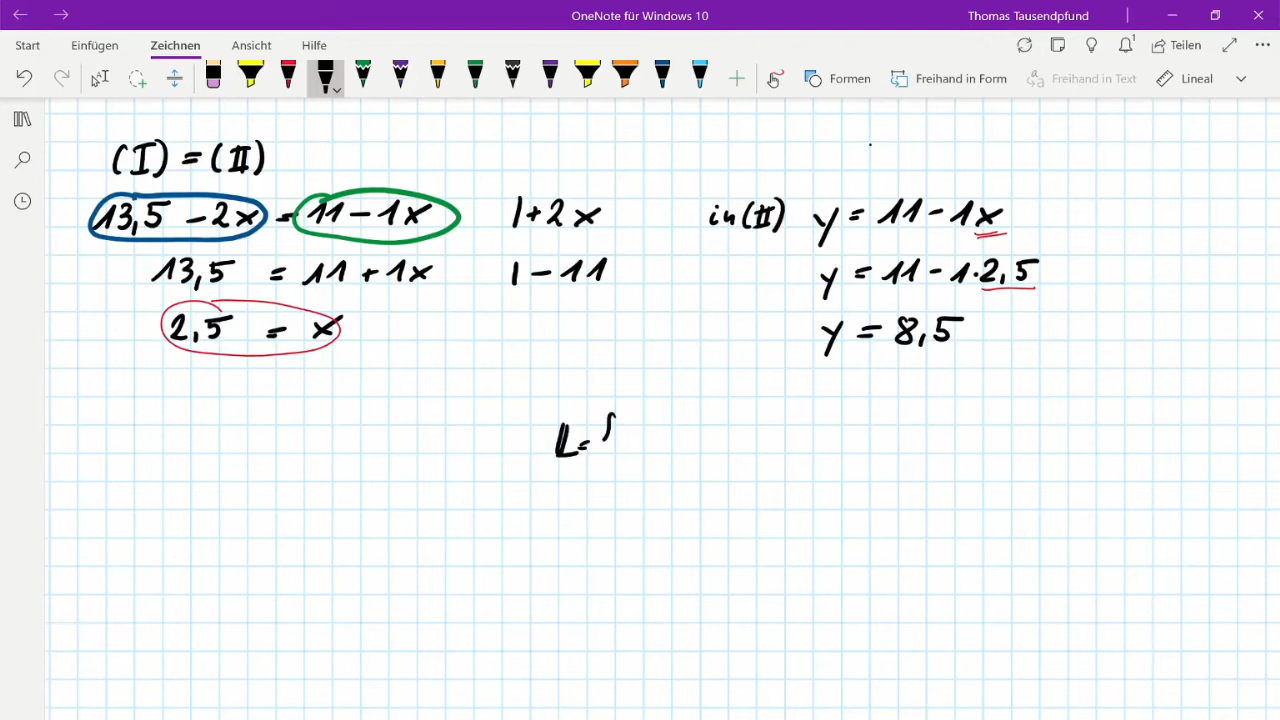 OneNote für Windows 10
Thomas Tausendpfund
Start Einfügen Zeichnen Ansicht Hilfe
Teilen
Formen Freihand in Form Freihand in Text Lineal
(I) = (II)
13,5 - 2x = 11 - 1x | + 2x
13,5 = 11 + 1x | - 11
2,5 = x
in (II) y = 11 - 1x
y = 11 - 1·2,5
y = 8,5
L = {